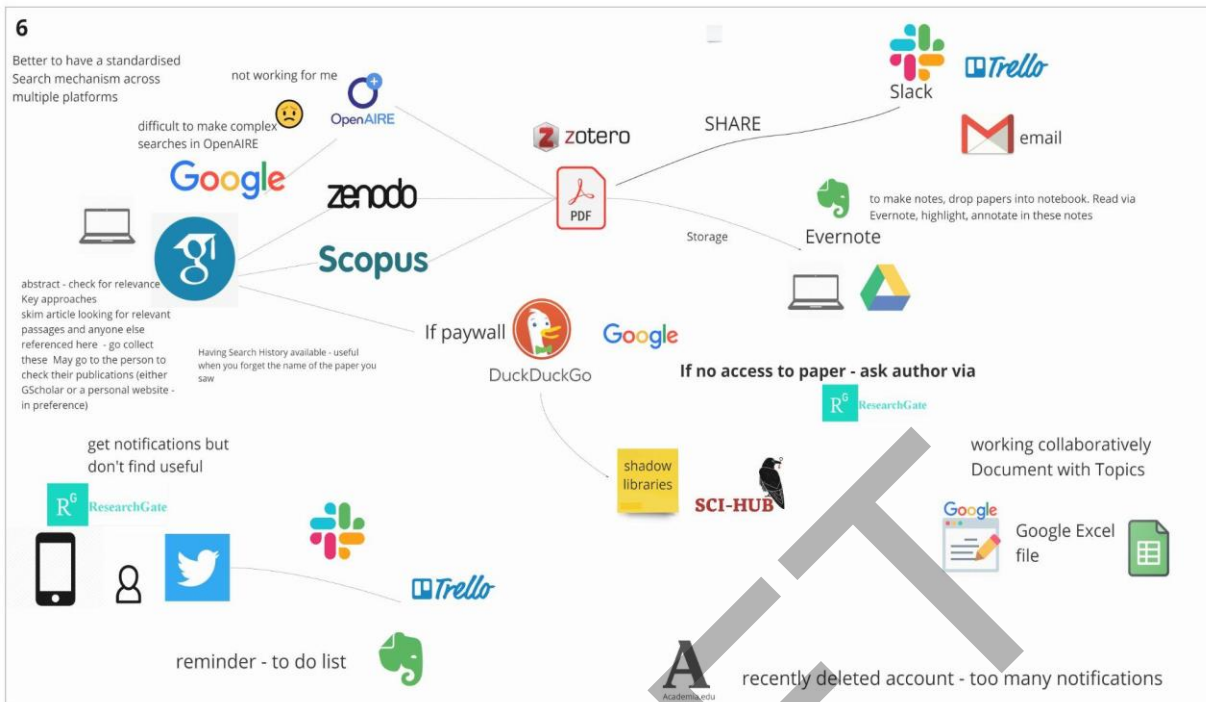 6
Better to have a standardised
Search mechanism across
multiple platforms
not working for me
OpenAIRE
difficult to make complex
searches in OpenAIRE
Google
zenodo
Scopus
g
abstract - check for relevance
Key approaches
skim article looking for relevant
passages and anyone else
referenced here - go collect
these May go to the person to
check their publications (either
GScholar or a personal website -
in preference)
Having Search History available - useful
when you forget the name of the paper you
saw
If paywall
DuckDuckGo
Google
Z zotero
PDF
SHARE
Slack
Trello
email
to make notes, drop papers into notebook. Read via
Evernote, highlight, annotate in these notes
Evernote
Storage
If no access to paper - ask author via
RG ResearchGate
shadow
libraries
SCI-HUB
working collaboratively
Document with Topics
Google
Google Excel
file
get notifications but
don't find useful
RG ResearchGate
Trello
reminder - to do list
A
Academia.edu
recently deleted account - too many notifications